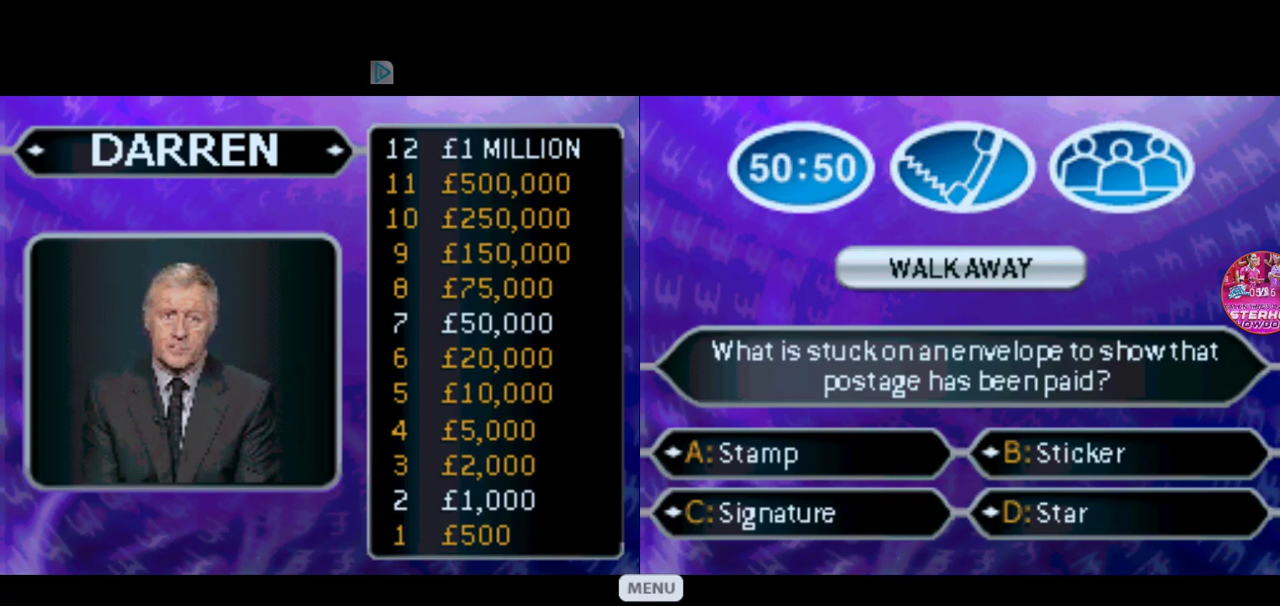 DARREN
12 £1 MILLION
11 £500,000
10 £250,000
9 £150,000
8 £75,000
7 £50,000
6 £20,000
5 £10,000
4 £5,000
3 £2,000
2 £1,000
1 £500
50:50
WALK AWAY
What is stuck on an envelope to show that
postage has been paid?
A: Stamp
B: Sticker
C: Signature
D: Star
MENU